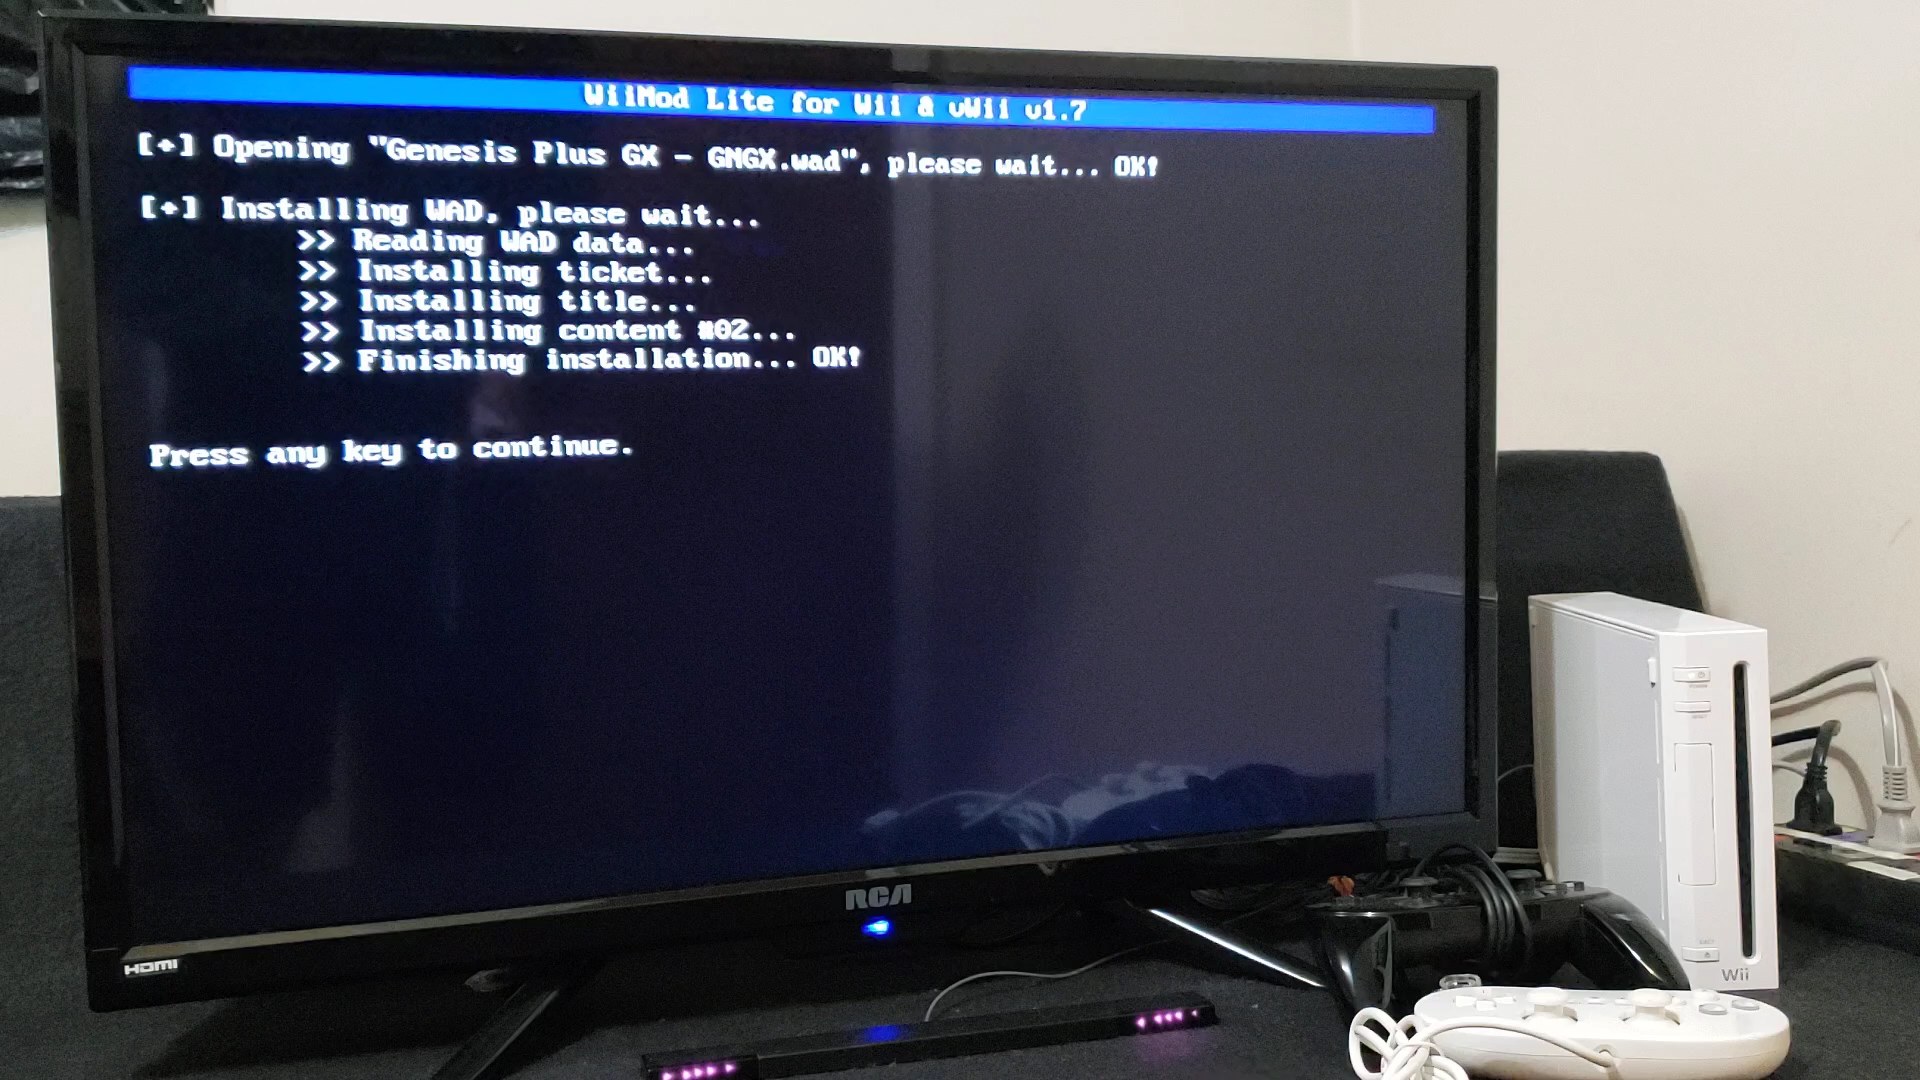 WiiMod Lite for Wii & vWii v1.7
[+] Opening "Genesis Plus GX - GNGX.wad", please wait... OK!
[+] Installing WAD, please wait...
>> Reading WAD data...
>> Installing ticket...
>> Installing title...
>> Installing content #02...
>> Finishing installation... OK!
Press any key to continue.
RCA
HDMI
Wii